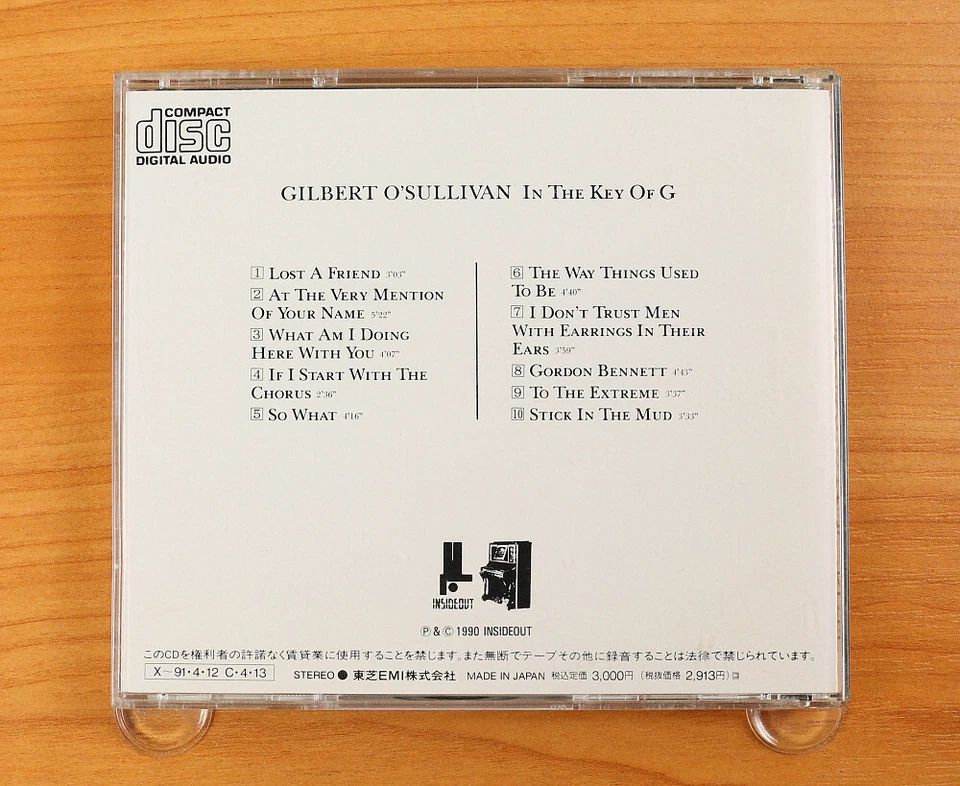 COMPACT
disc
DIGITAL AUDIO
GILBERT O'SULLIVAN IN THE KEY OF G
1 LOST A FRIEND 3'03"
2 AT THE VERY MENTION
OF YOUR NAME 5'22"
3 WHAT AM I DOING
HERE WITH YOU 4'07"
4 IF I START WITH THE
CHORUS 2'36"
5 SO WHAT 4'16"
6 THE WAY THINGS USED
TO BE 4'40"
7 I DON'T TRUST MEN
WITH EARRINGS IN THEIR
EARS 3'59"
8 GORDON BENNETT 4'43"
9 TO THE EXTREME 3'37"
10 STICK IN THE MUD 3'33"
INSIDEOUT
Ⓟ & © 1990 INSIDEOUT
このCDを権利者の許諾なく賃貸業に使用することを禁じます。また無断でテープその他に録音することは法律で禁じられています。
X〜91・4・12 C・4・13 STEREO ● 東芝EMI株式会社 MADE IN JAPAN 税込定価 3,000円 (税抜価格 2,913円)